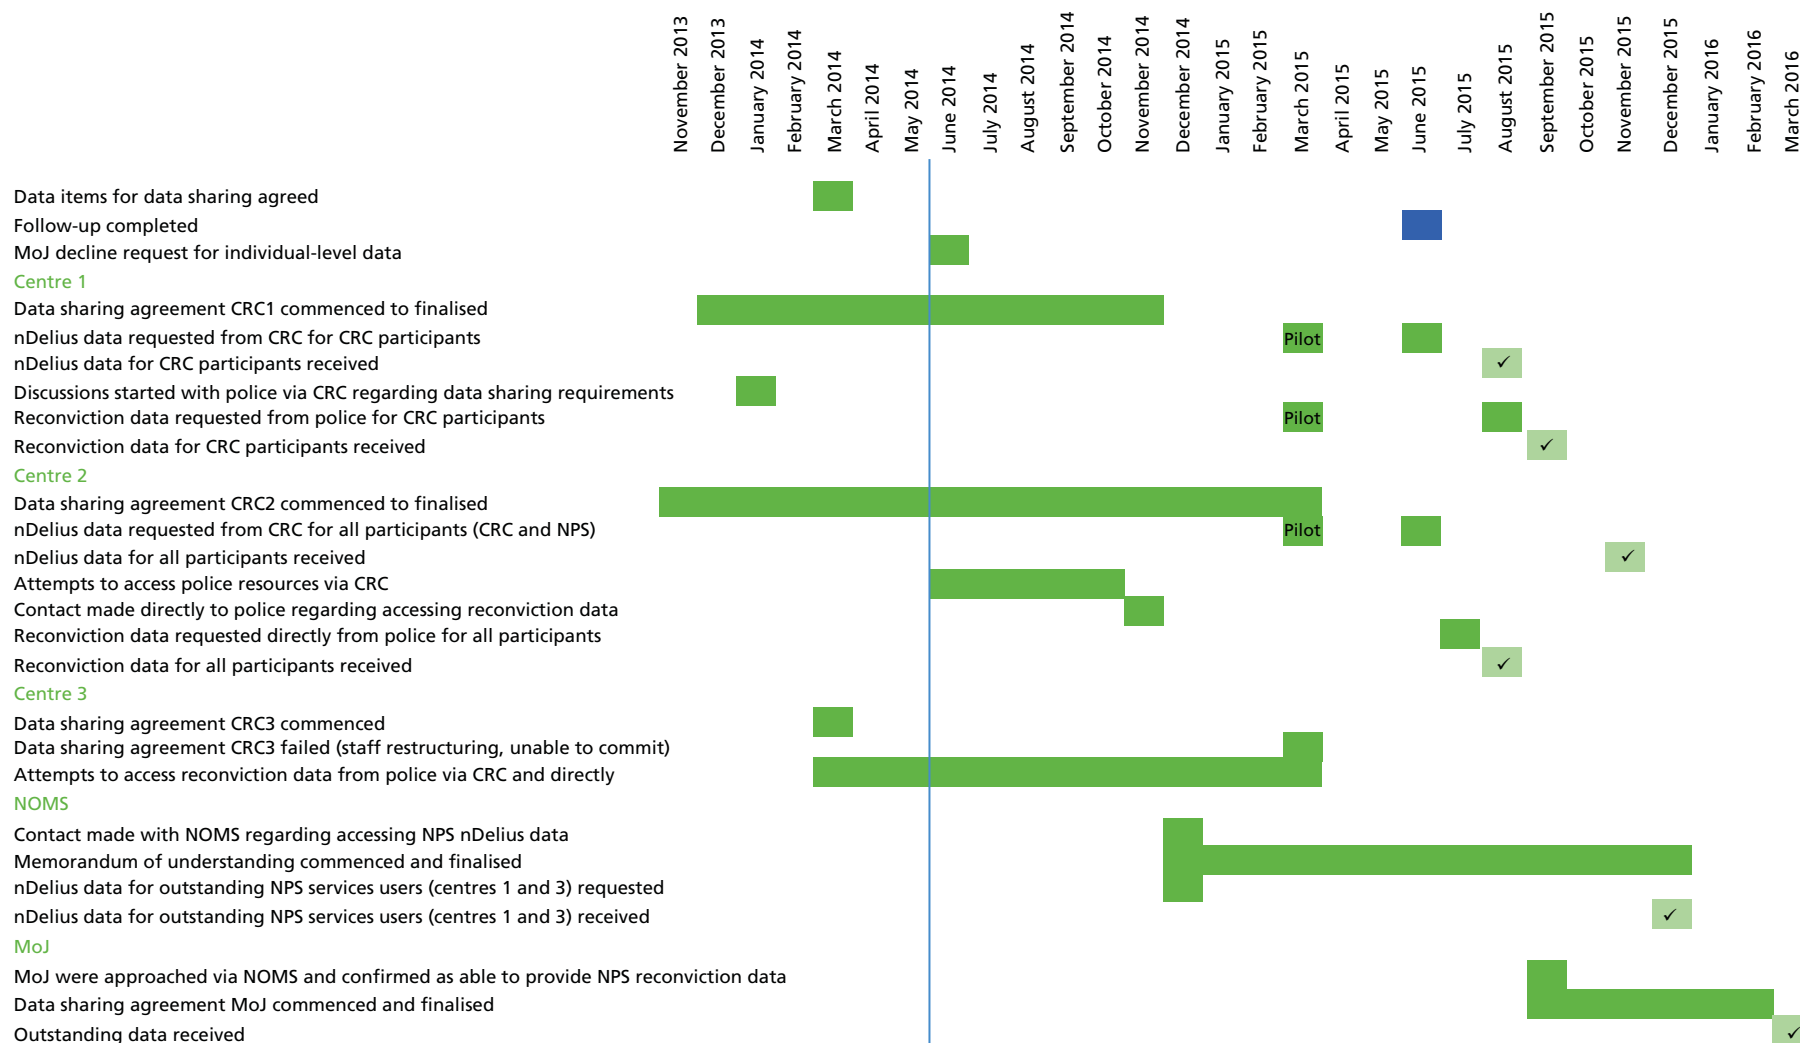 November 2013
December 2013
January 2014
February 2014
March 2014
April 2014
May 2014
June 2014
July 2014
August 2014
September 2014
October 2014
November 2014
December 2014
January 2015
February 2015
March 2015
April 2015
May 2015
June 2015
July 2015
August 2015
September 2015
October 2015
November 2015
December 2015
January 2016
February 2016
March 2016
Data items for data sharing agreed
Follow-up completed
MoJ decline request for individual-level data
Centre 1
Data sharing agreement CRC1 commenced to finalised
nDelius data requested from CRC for CRC participants
Pilot
nDelius data for CRC participants received
✓
Discussions started with police via CRC regarding data sharing requirements
Reconviction data requested from police for CRC participants
Pilot
Reconviction data for CRC participants received
✓
Centre 2
Data sharing agreement CRC2 commenced to finalised
nDelius data requested from CRC for all participants (CRC and NPS)
Pilot
nDelius data for all participants received
✓
Attempts to access police resources via CRC
Contact made directly to police regarding accessing reconviction data
Reconviction data requested directly from police for all participants
Reconviction data for all participants received
✓
Centre 3
Data sharing agreement CRC3 commenced
Data sharing agreement CRC3 failed (staff restructuring, unable to commit)
Attempts to access reconviction data from police via CRC and directly
NOMS
Contact made with NOMS regarding accessing NPS nDelius data
Memorandum of understanding commenced and finalised
nDelius data for outstanding NPS services users (centres 1 and 3) requested
nDelius data for outstanding NPS services users (centres 1 and 3) received
✓
MoJ
MoJ were approached via NOMS and confirmed as able to provide NPS reconviction data
Data sharing agreement MoJ commenced and finalised
Outstanding data received
✓